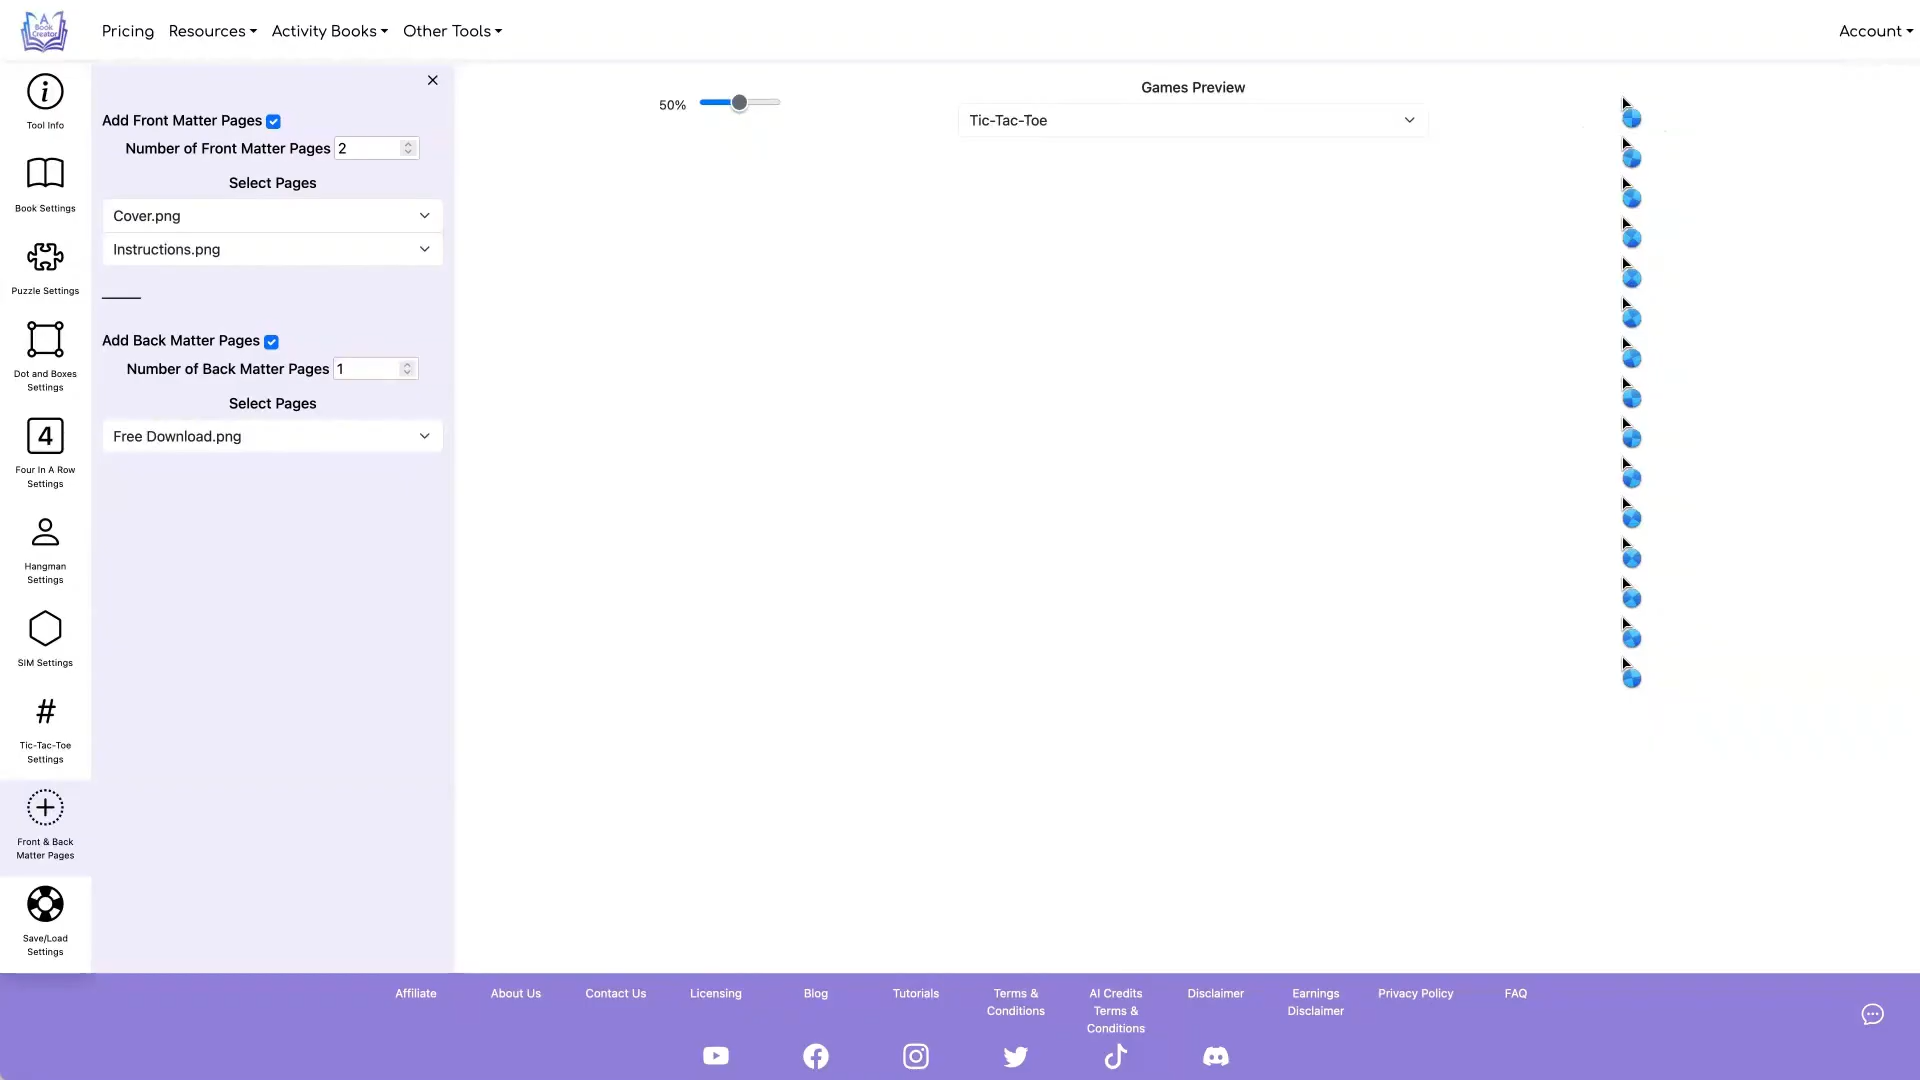 A
Book
Creator
Pricing
Resources
Activity Books
Other Tools
Account
Tool Info
Book Settings
Puzzle Settings
Dot and Boxes
Settings
4
Four In A Row
Settings
Hangman
Settings
SIM Settings
#
Tic-Tac-Toe
Settings
Front & Back
Matter Pages
Save/Load
Settings
Add Front Matter Pages
Number of Front Matter Pages 2
Select Pages
Cover.png
Instructions.png
Add Back Matter Pages
Number of Back Matter Pages 1
Select Pages
Free Download.png
50%
Games Preview
Tic-Tac-Toe
Affiliate
About Us
Contact Us
Licensing
Blog
Tutorials
Terms &
Conditions
AI Credits
Terms &
Conditions
Disclaimer
Earnings
Disclaimer
Privacy Policy
FAQ